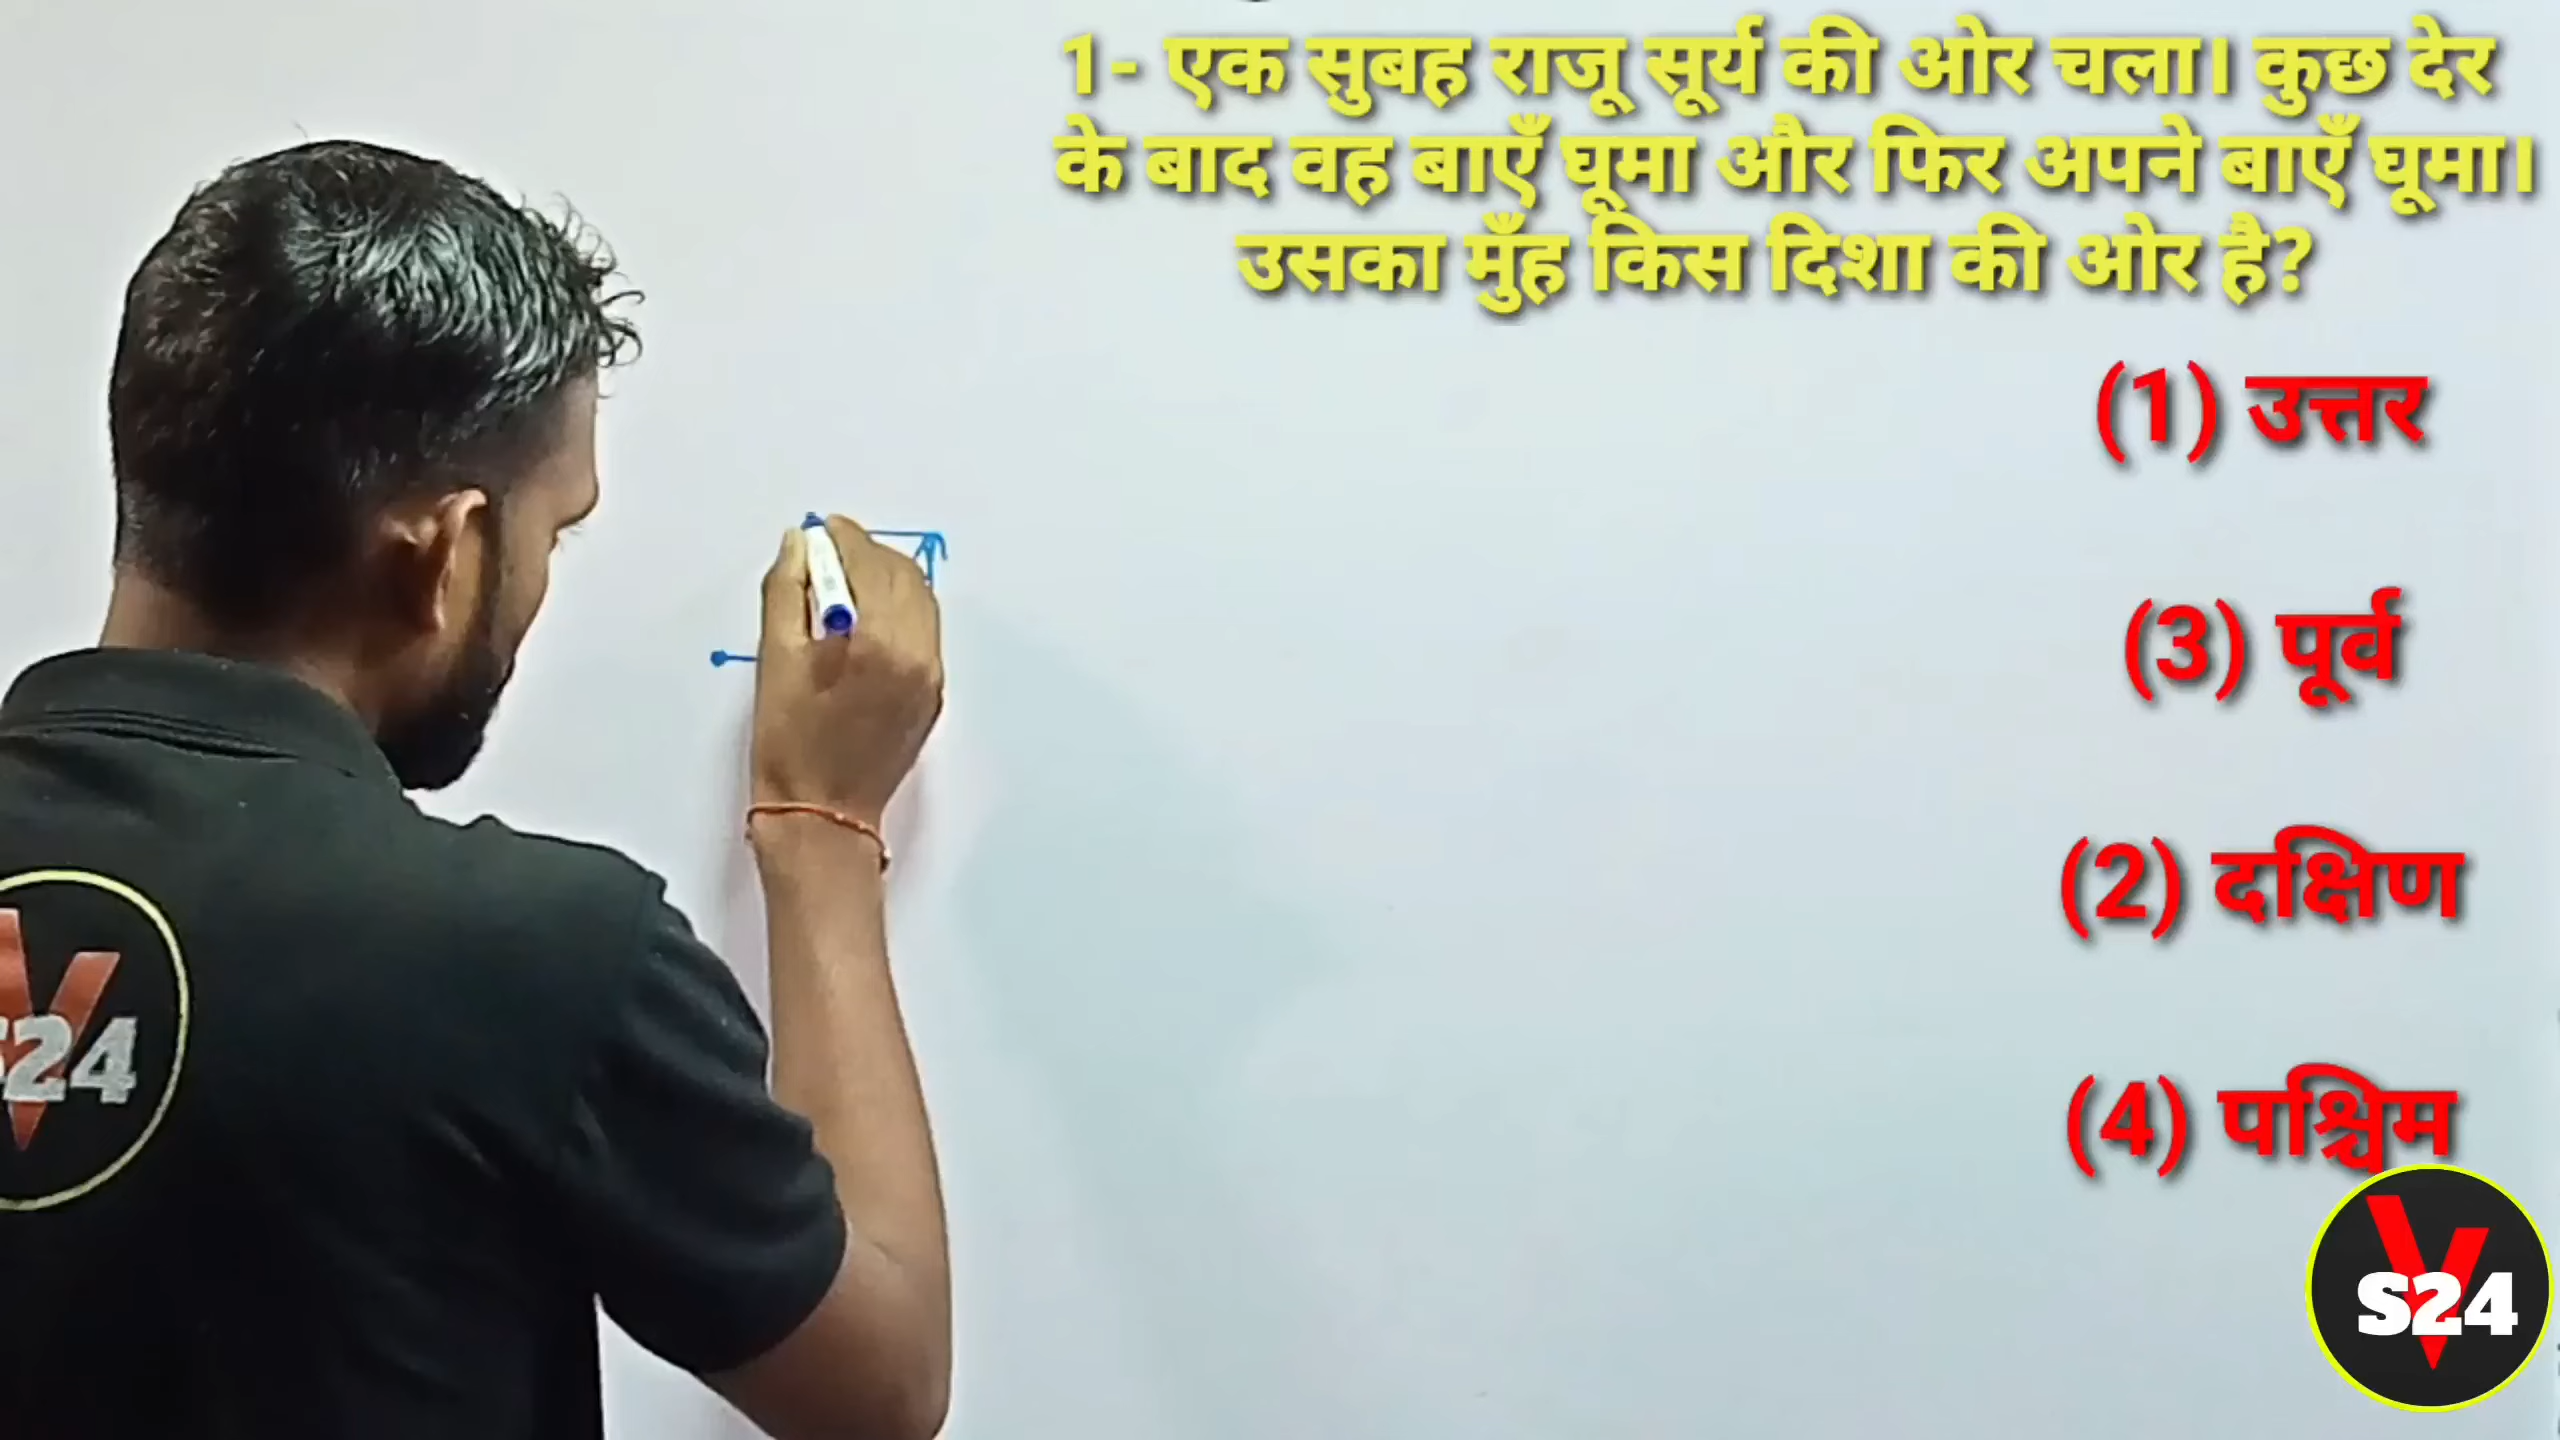 1- एक सुबह राजू सूर्य की ओर चला। कुछ देर
के बाद वह बाएँ घूमा और फिर अपने बाएँ घूमा।
उसका मुँह किस दिशा की ओर है?
(1) उत्तर
(3) पूर्व
(2) दक्षिण
(4) पश्चिम
V
S24
V
S24